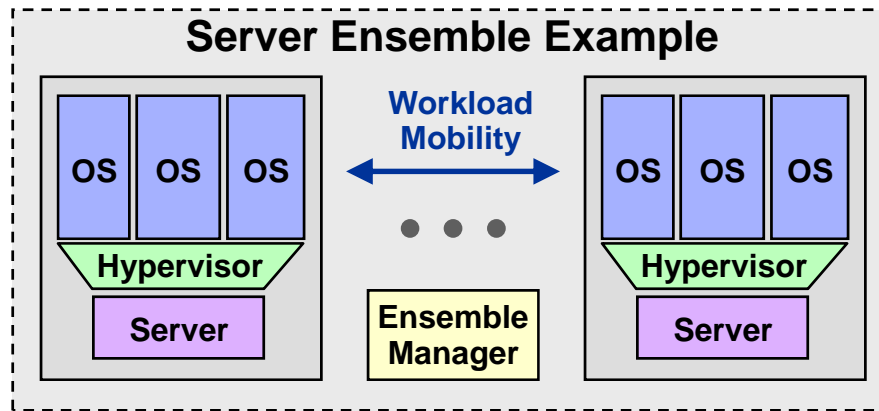 Server Ensemble Example
OS OS OS
Hypervisor
Server
Workload
Mobility
Ensemble
Manager
OS OS OS
Hypervisor
Server